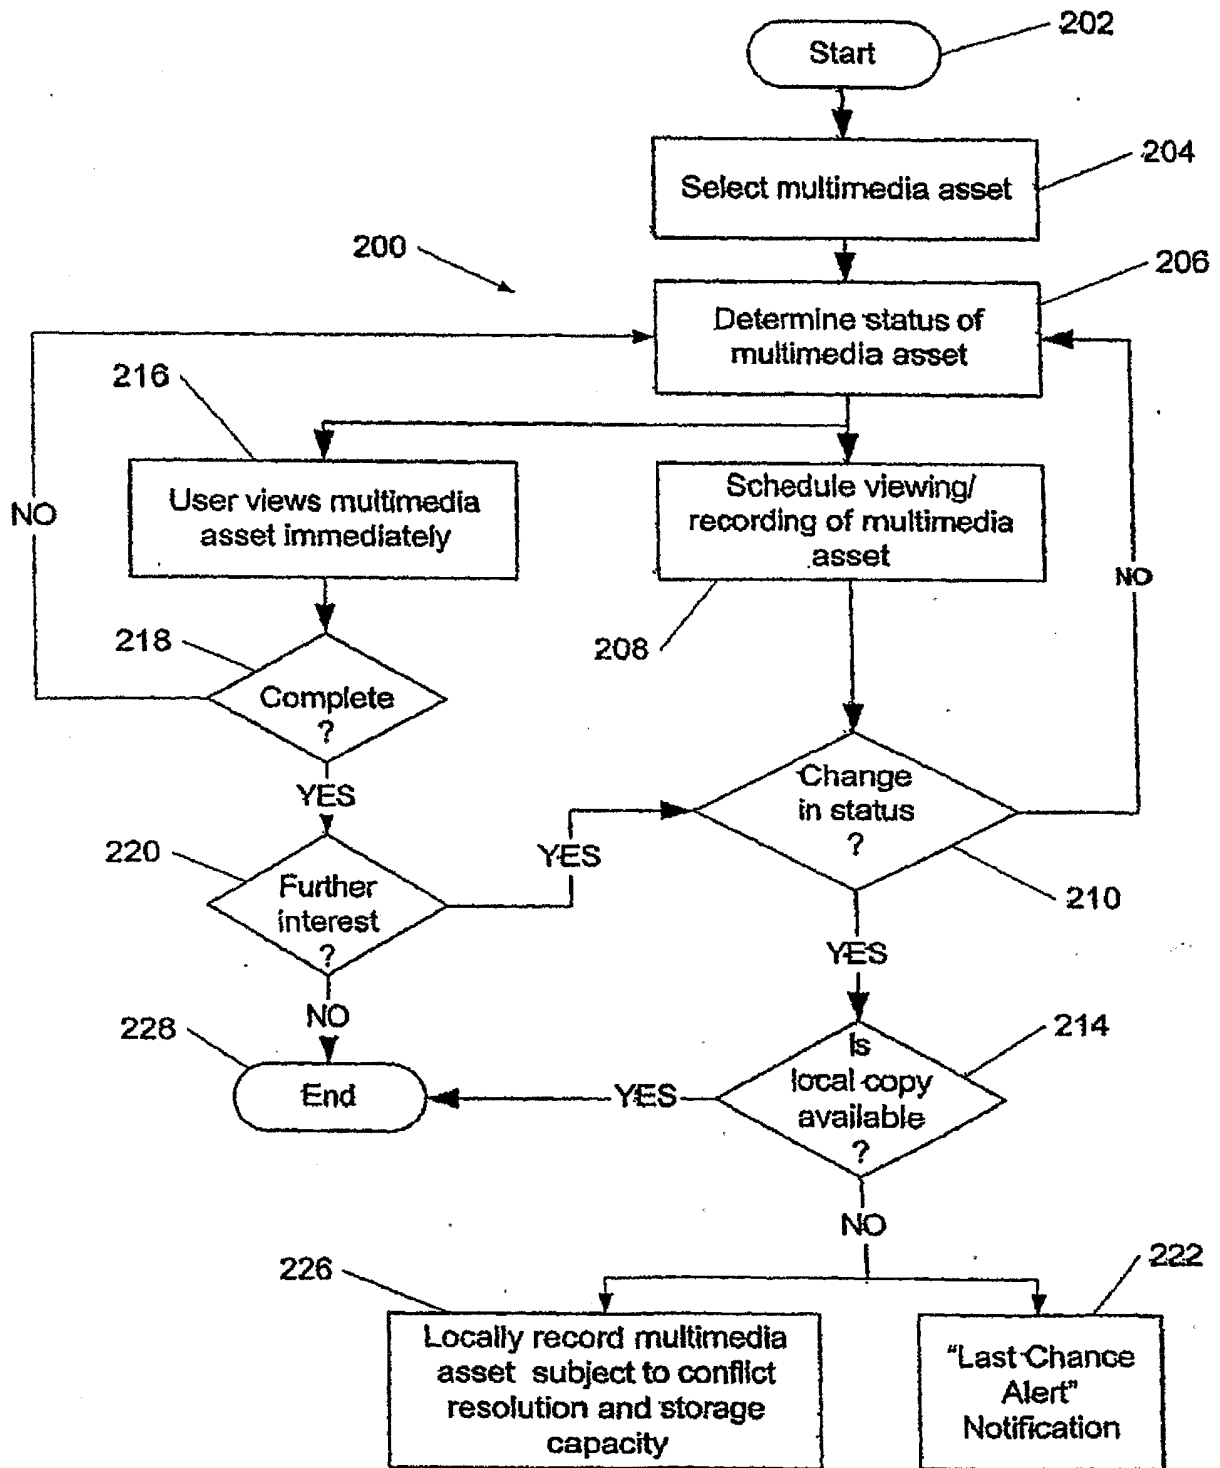 202
Start
204
Select multimedia asset
200
206
Determine status of
multimedia asset
216
User views multimedia
asset immediately
Schedule viewing/
recording of multimedia
asset
NO
NO
208
218
Complete
?
YES
Change
in status
?
210
220
Further
interest
?
YES
YES
NO
228
End
YES
214
Is
local copy
available
?
NO
226
222
Locally record multimedia
asset subject to conflict
resolution and storage
capacity
"Last Chance
Alert"
Notification